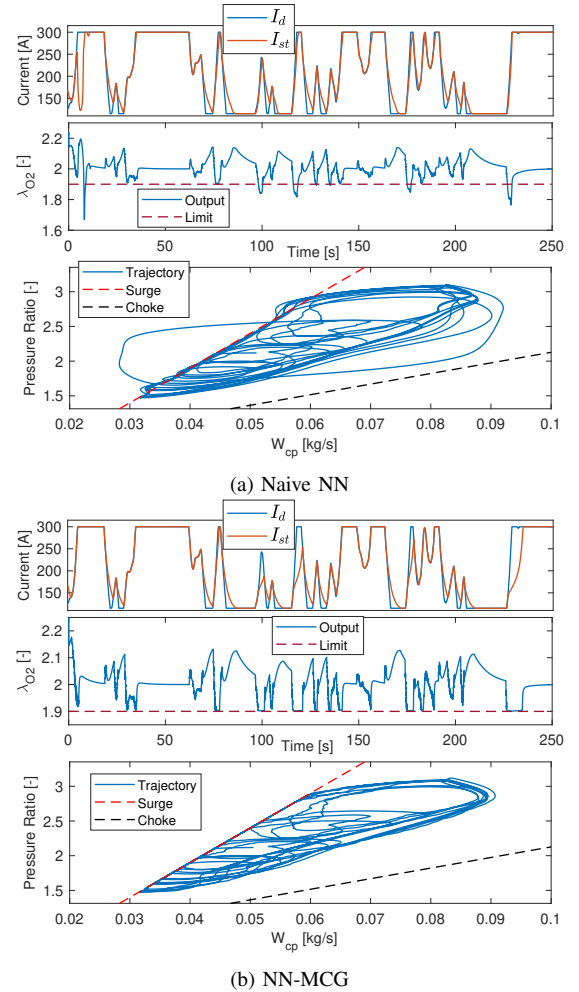 I_d
I_st
Current [A]
300
250
200
150
λ_O2 [-]
2.2
2
1.8
1.6
Output
Limit
0
50
100
150
200
250
Time [s]
Pressure Ratio [-]
3
2.5
2
1.5
Trajectory
Surge
Choke
0.02
0.03
0.04
0.05
0.06
0.07
0.08
0.09
0.1
W_cp [kg/s]
(a) Naive NN
I_d
I_st
Current [A]
300
250
200
150
λ_O2 [-]
2.2
2.1
2
1.9
Output
Limit
0
50
100
150
200
250
Time [s]
Pressure Ratio [-]
3
2.5
2
1.5
Trajectory
Surge
Choke
0.02
0.03
0.04
0.05
0.06
0.07
0.08
0.09
0.1
W_cp [kg/s]
(b) NN-MCG